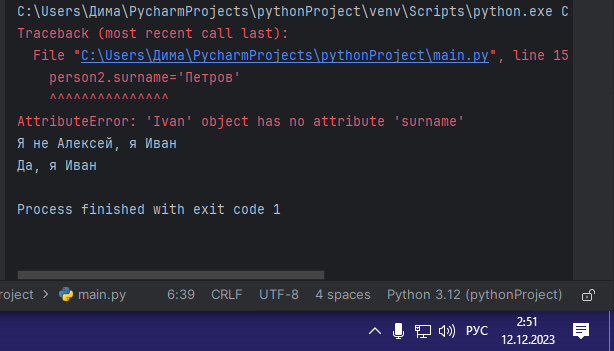 C:\Users\Дима\PycharmProjects\pythonProject\venv\Scripts\python.exe C
Traceback (most recent call last):
  File "C:\Users\Дима\PycharmProjects\pythonProject\main.py", line 15
    person2.surname='Петров'
    ^^^^^^^^^^^^^^^
AttributeError: 'Ivan' object has no attribute 'surname'
Я не Алексей, я Иван
Да, я Иван
Process finished with exit code 1
roject > main.py 6:39 CRLF UTF-8 4 spaces Python 3.12 (pythonProject)
РУС 2:51
12.12.2023